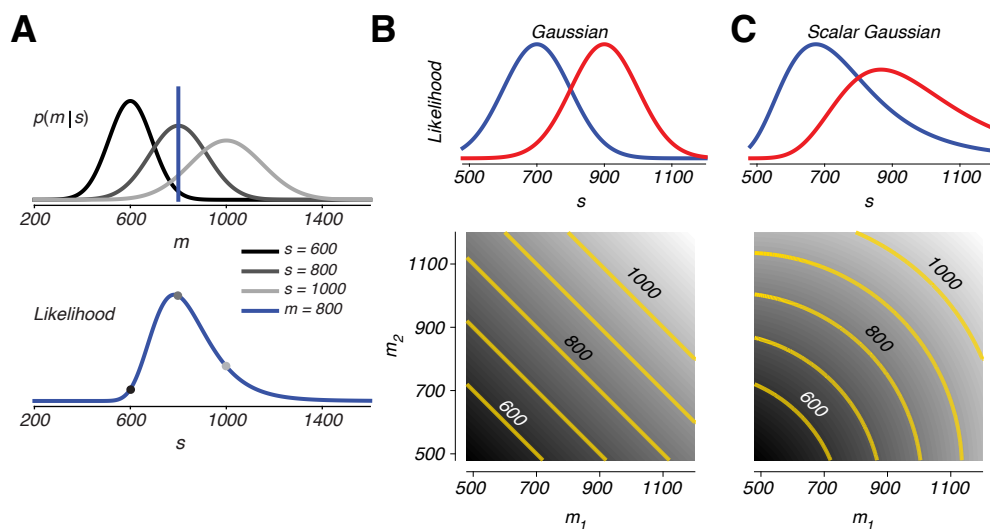 A
p(m|s)
200 600 1000 1400
m
s = 600
s = 800
s = 1000
m = 800
Likelihood
200 600 1000 1400
s
B
Gaussian
Likelihood
500 700 900 1100
s
1100
900
700
500
m2
600
800
1000
500 700 900 1100
m1
C
Scalar Gaussian
500 700 900 1100
s
600
800
1000
500 700 900 1100
m1